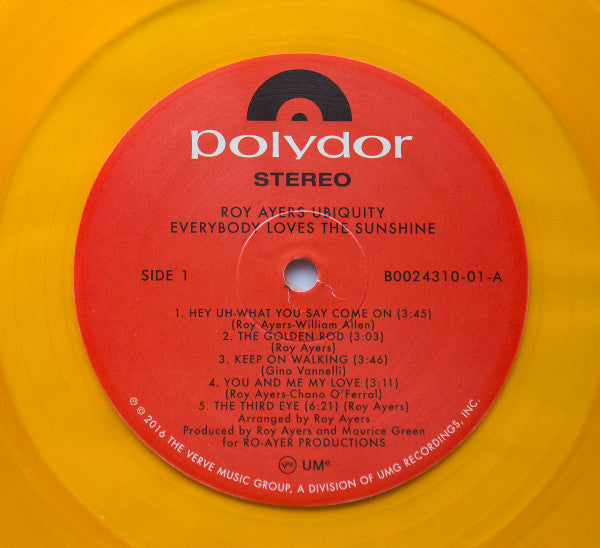 polydor
STEREO
ROY AYERS UBIQUITY
EVERYBODY LOVES THE SUNSHINE
SIDE 1
B0024310-01-A
1. HEY UH-WHAT YOU SAY COME ON (3:45)
(Roy Ayers-William Allen)
2. THE GOLDEN ROD (3:03)
(Roy Ayers)
3. KEEP ON WALKING (3:46)
(Gino Vannelli)
4. YOU AND ME MY LOVE (3:11)
(Roy Ayers-Chano O'Ferral)
5. THE THIRD EYE (6:21) (Roy Ayers)
Arranged by Roy Ayers
Produced by Roy Ayers and Maurice Green
for RO-AYER PRODUCTIONS
Verve UMe
℗ © 2016 THE VERVE MUSIC GROUP, A DIVISION OF UMG RECORDINGS, INC.